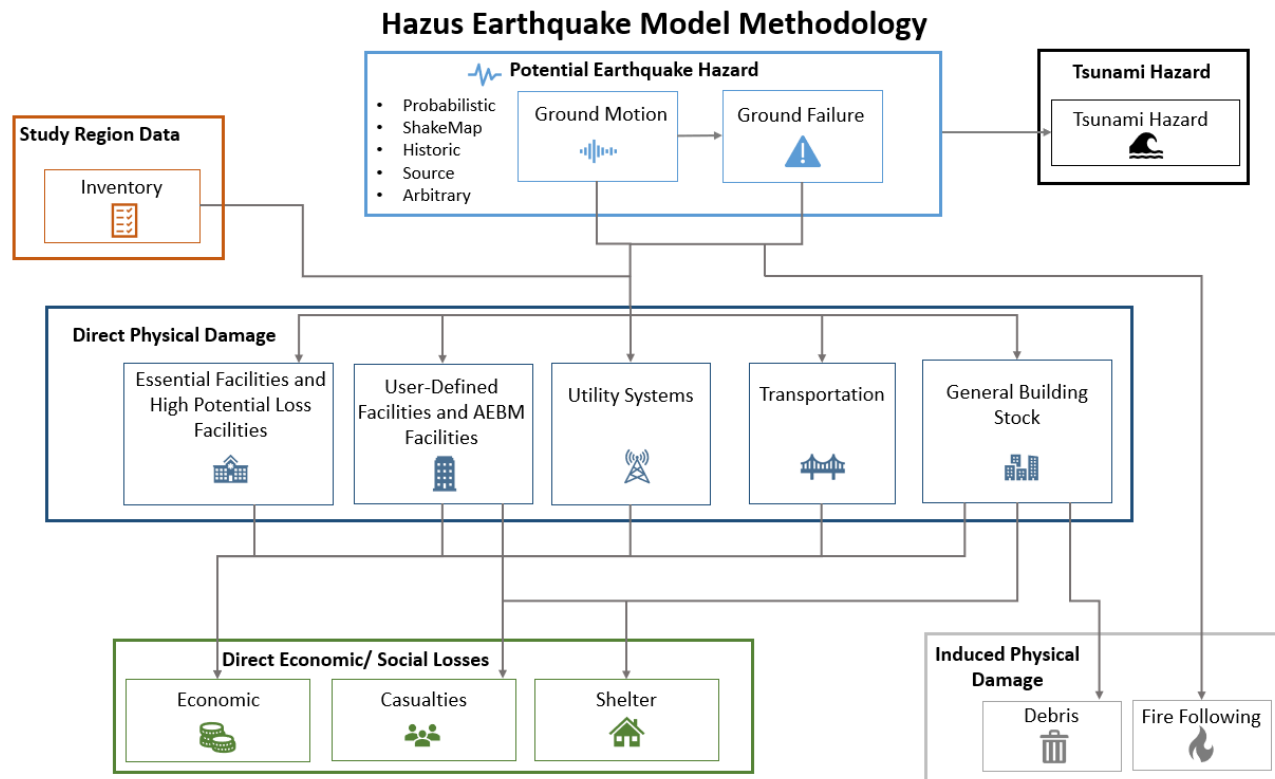 Hazus Earthquake Model Methodology
Potential Earthquake Hazard
• Probabilistic
• ShakeMap
• Historic
• Source
• Arbitrary
Ground Motion
Ground Failure
Tsunami Hazard
Tsunami Hazard
Study Region Data
Inventory
Direct Physical Damage
Essential Facilities and
High Potential Loss
Facilities
User-Defined
Facilities and AEBM
Facilities
Utility Systems
Transportation
General Building
Stock
Direct Economic/ Social Losses
Economic
Casualties
Shelter
Induced Physical
Damage
Debris
Fire Following